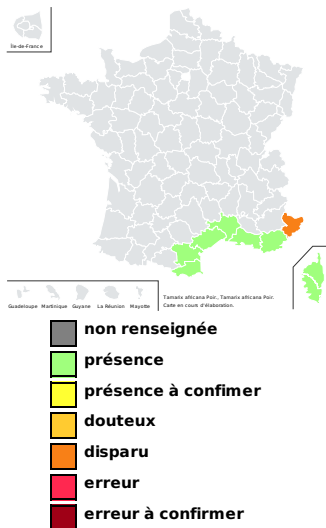 Île-de-France
Guadeloupe Martinique Guyane La Réunion Mayotte
Tamarix africana Poir., Tamarix africana Poir.
Carte en cours d'élaboration.
non renseignée
présence
présence à confimer
douteux
disparu
erreur
erreur à confirmer